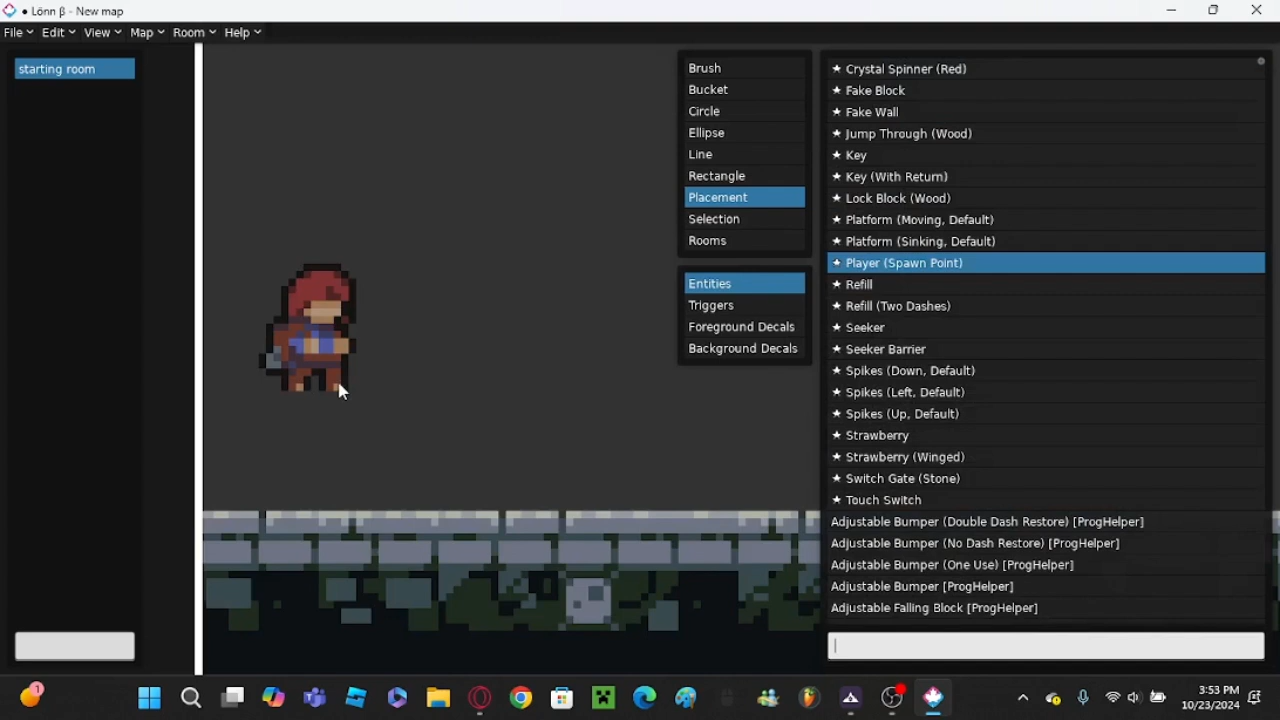 • Lönn β - New map
File Edit View Map Room Help
starting room
Brush
Bucket
Circle
Ellipse
Line
Rectangle
Placement
Selection
Rooms
Entities
Triggers
Foreground Decals
Background Decals
★ Crystal Spinner (Red)
★ Fake Block
★ Fake Wall
★ Jump Through (Wood)
★ Key
★ Key (With Return)
★ Lock Block (Wood)
★ Platform (Moving, Default)
★ Platform (Sinking, Default)
★ Player (Spawn Point)
★ Refill
★ Refill (Two Dashes)
★ Seeker
★ Seeker Barrier
★ Spikes (Down, Default)
★ Spikes (Left, Default)
★ Spikes (Up, Default)
★ Strawberry
★ Strawberry (Winged)
★ Switch Gate (Stone)
★ Touch Switch
Adjustable Bumper (Double Dash Restore) [ProgHelper]
Adjustable Bumper (No Dash Restore) [ProgHelper]
Adjustable Bumper (One Use) [ProgHelper]
Adjustable Bumper [ProgHelper]
Adjustable Falling Block [ProgHelper]
1
3:53 PM
10/23/2024